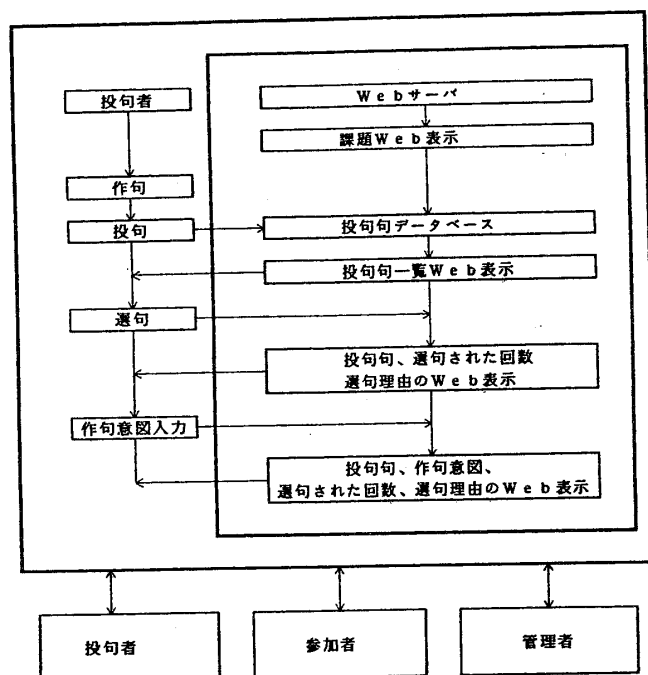 投句者
Webサーバ
課題Web表示
作句
投句
投句句データベース
投句句一覧Web表示
選句
投句句、選句された回数
選句理由のWeb表示
作句意図入力
投句句、作句意図、
選句された回数、選句理由のWeb表示
投句者
参加者
管理者